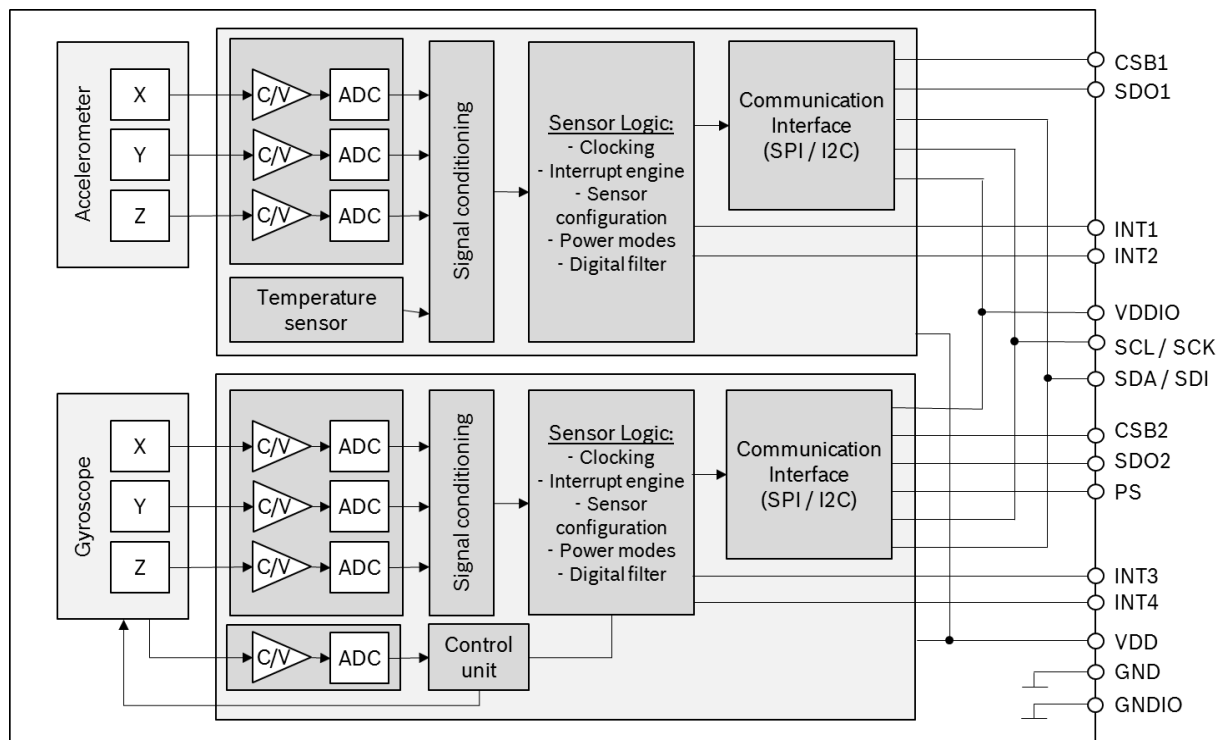 Accelerometer
X
Y
Z
C/V
ADC
C/V
ADC
C/V
ADC
Temperature
sensor
Signal conditioning
Sensor Logic:
- Clocking
- Interrupt engine
- Sensor
configuration
- Power modes
- Digital filter
Communication
Interface
(SPI / I2C)
Gyroscope
X
Y
Z
C/V
ADC
C/V
ADC
C/V
ADC
C/V
ADC
Signal conditioning
Control
unit
Sensor Logic:
- Clocking
- Interrupt engine
- Sensor
configuration
- Power modes
- Digital filter
Communication
Interface
(SPI / I2C)
CSB1
SDO1
INT1
INT2
VDDIO
SCL / SCK
SDA / SDI
CSB2
SDO2
PS
INT3
INT4
VDD
GND
GNDIO